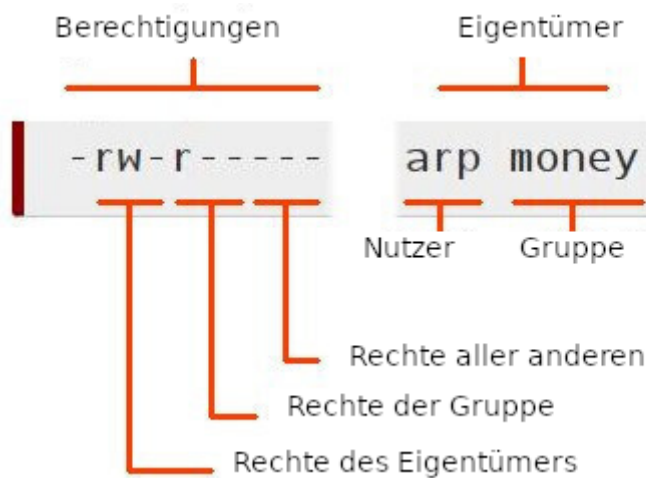 Berechtigungen Eigentümer
-rw-r----- arp money
Nutzer Gruppe
Rechte aller anderen
Rechte der Gruppe
Rechte des Eigentümers